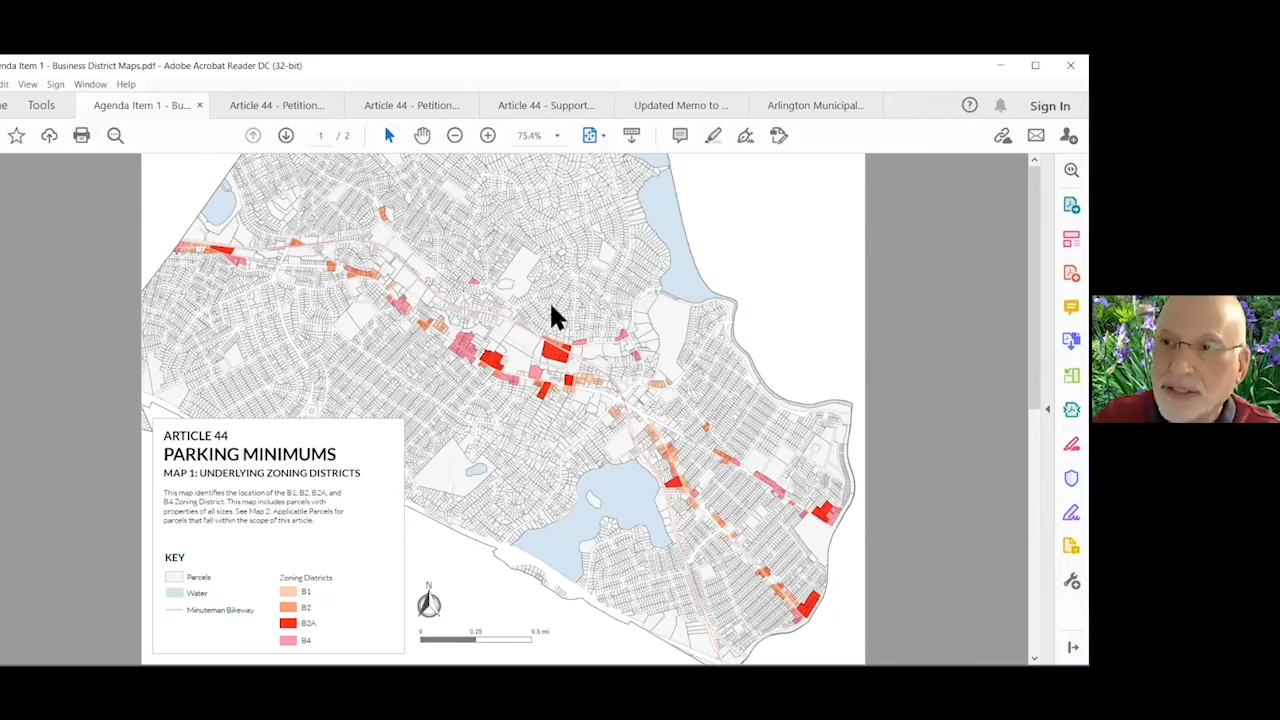 enda Item 1 - Business District Maps.pdf - Adobe Acrobat Reader DC (32-bit)
dit View Sign Window Help
e Tools Agenda Item 1 - Bu... × Article 44 - Petition... Article 44 - Petition... Article 44 - Support... Updated Memo to ... Arlington Municipal... Sign In
1 / 2 75.4%
ARTICLE 44
PARKING MINIMUMS
MAP 1: UNDERLYING ZONING DISTRICTS
This map identifies the location of the B1, B2, B2A, and
B4 Zoning District. This map includes parcels with
properties of all sizes. See Map 2: Applicable Parcels for
parcels that fall within the scope of this article.
KEY
Parcels
Water
Minuteman Bikeway
Zoning Districts
B1
B2
B2A
B4
N
0 0.25 0.5 mi